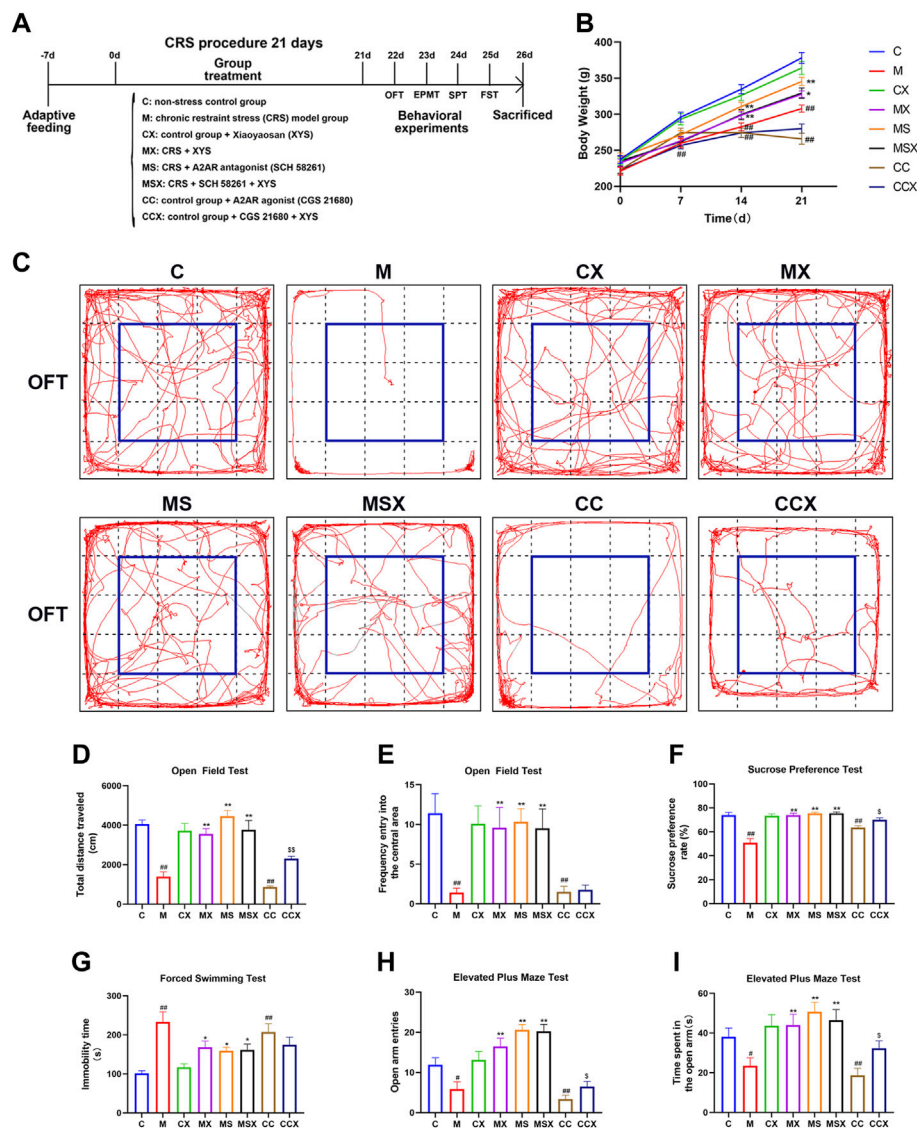 A
CRS procedure 21 days
-7d 0d Group treatment 21d 22d 23d 24d 25d 26d
OFT EPMT SPT FST
Adaptive feeding
Behavioral experiments
Sacrificed
C: non-stress control group
M: chronic restraint stress (CRS) model group
CX: control group + Xiaoyaosan (XYS)
MX: CRS + XYS
MS: CRS + A2AR antagonist (SCH 58261)
MSX: CRS + SCH 58261 + XYS
CC: control group + A2AR agonist (CGS 21680)
CCX: control group + CGS 21680 + XYS
B
Body Weight (g)
400
350
300
250
200
0 7 14 21
Time(d)
**
*
##
##
**
**
##
##
##
C
M
CX
MX
MS
MSX
CC
CCX
C
C M CX MX
OFT
MS MSX CC CCX
OFT
D
Open Field Test
Total distance traveled
(cm)
6000
4000
2000
0
## ** ** ** ## $$
C M CX MX MS MSX CC CCX
E
Open Field Test
Frequency entry into
the central area
15
10
5
0
## ** ** ** ##
C M CX MX MS MSX CC CCX
F
Sucrose Preference Test
Sucrose preference
rate (%)
100
80
60
40
20
0
## ** ** ** ## $
C M CX MX MS MSX CC CCX
G
Forced Swimming Test
Immobility time
(s)
300
200
100
0
## * * * ##
C M CX MX MS MSX CC CCX
H
Elevated Plus Maze Test
Open arm entries
30
20
10
0
# ** ** ** ## $
C M CX MX MS MSX CC CCX
I
Elevated Plus Maze Test
Time spent in
the open arm(s)
60
40
20
0
# ** ** ** ## $
C M CX MX MS MSX CC CCX